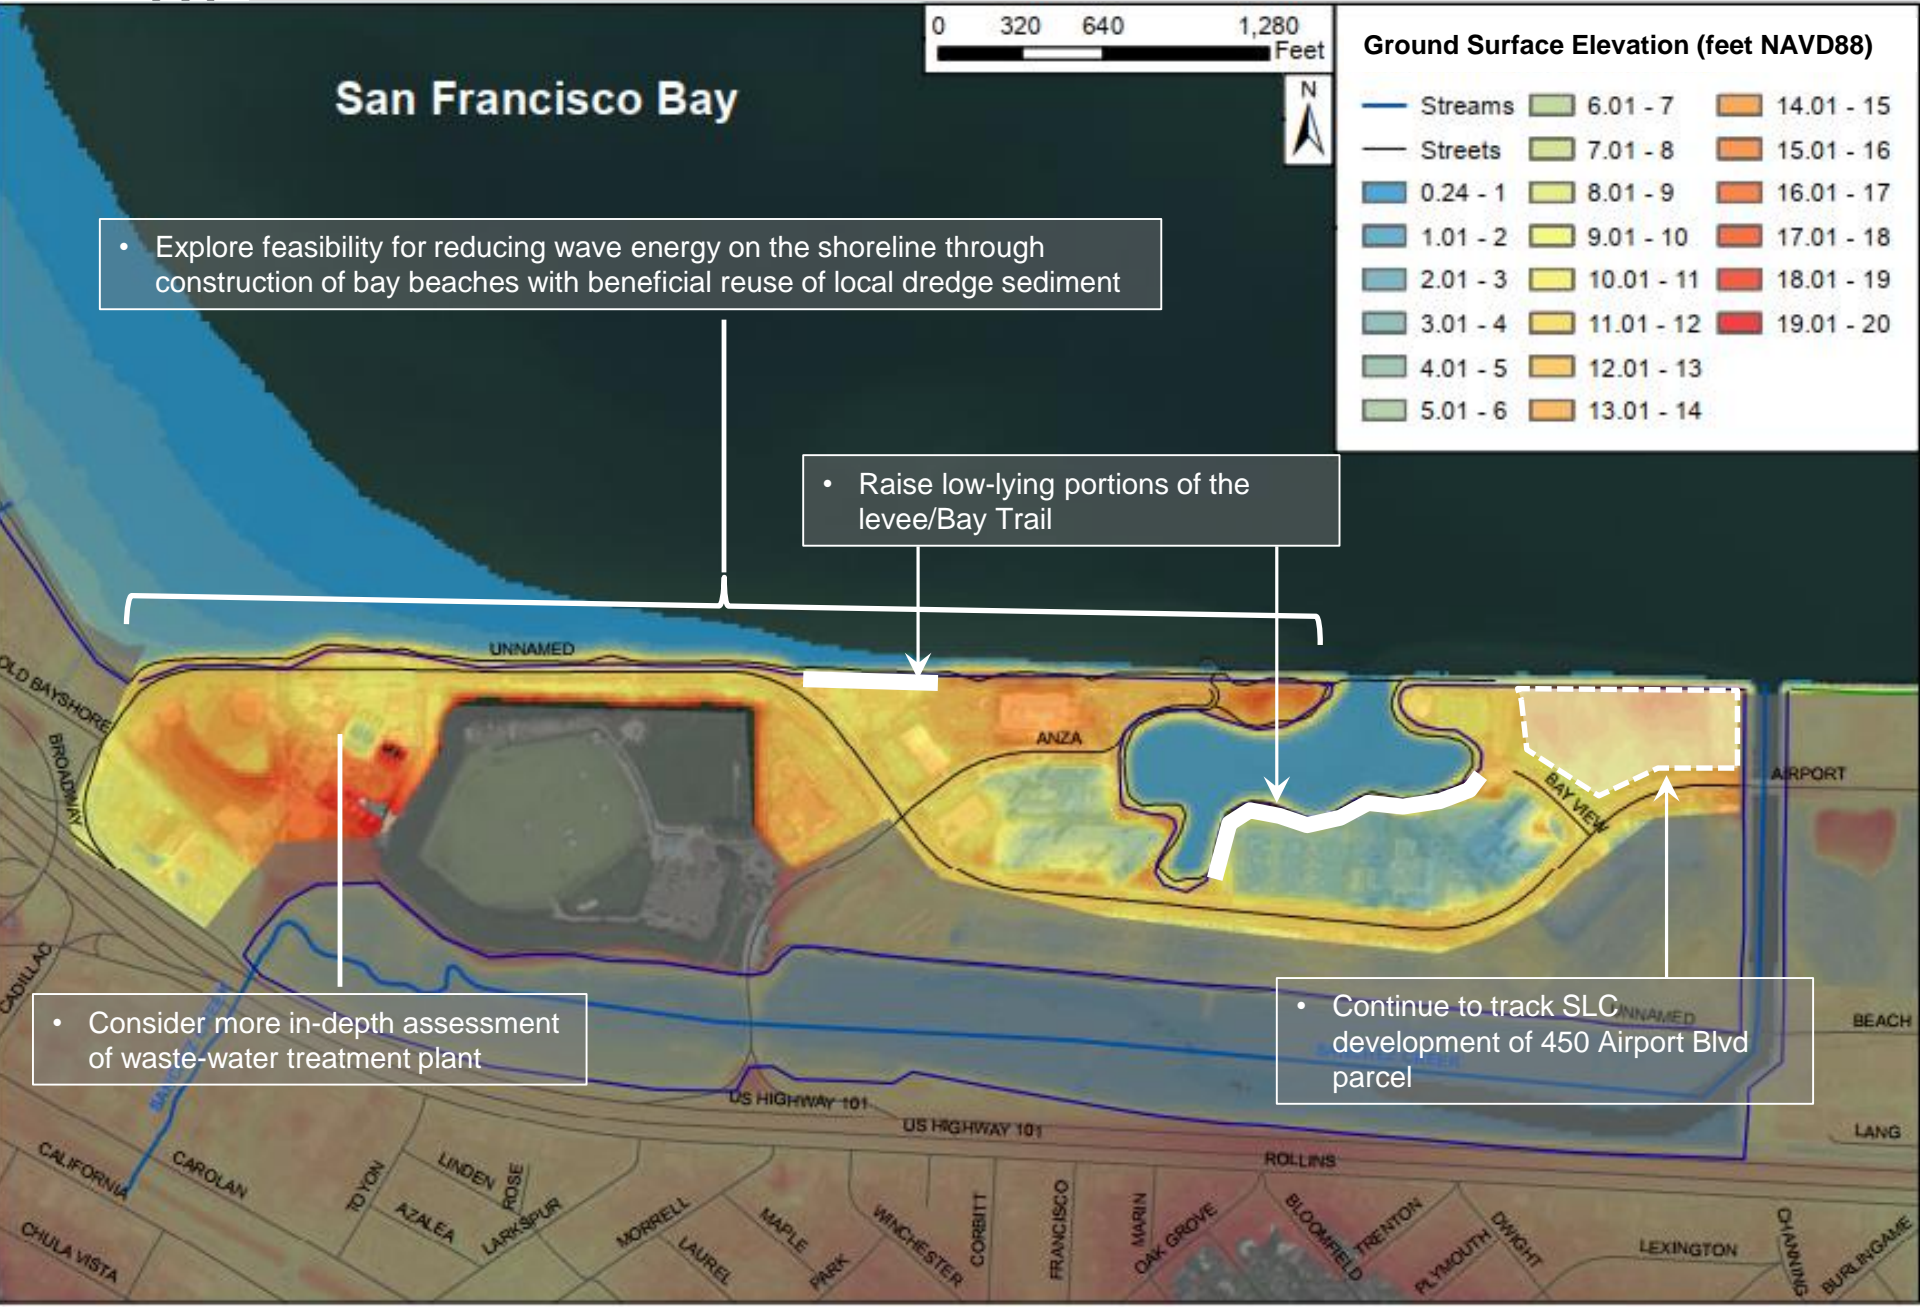 0 320 640 1,280
Feet
N
San Francisco Bay
Ground Surface Elevation (feet NAVD88)
Streams
Streets
0.24 - 1
1.01 - 2
2.01 - 3
3.01 - 4
4.01 - 5
5.01 - 6
6.01 - 7
7.01 - 8
8.01 - 9
9.01 - 10
10.01 - 11
11.01 - 12
12.01 - 13
13.01 - 14
14.01 - 15
15.01 - 16
16.01 - 17
17.01 - 18
18.01 - 19
19.01 - 20
• Explore feasibility for reducing wave energy on the shoreline through
construction of bay beaches with beneficial reuse of local dredge sediment
• Raise low-lying portions of the
levee/Bay Trail
UNNAMED
OLD BAYSHORE
BROADWAY
ANZA
BAY VIEW
AIRPORT
CADILLAC
• Consider more in-depth assessment
of waste-water treatment plant
• Continue to track SLC
development of 450 Airport Blvd
parcel
UNNAMED
BEACH
US HIGHWAY 101
US HIGHWAY 101
LANG
ROLLINS
CALIFORNIA
CAROLAN
TOYON
LINDEN
ROSE
AZALEA
LARKSPUR
MORRELL
LAUREL
MAPLE
PARK
WINCHESTER
CORBITT
FRANCISCO
MARIN
OAK GROVE
BLOOMFIELD
TRENTON
PLYMOUTH
DWIGHT
LEXINGTON
CHANNING
BURLINGAME
CHULA VISTA